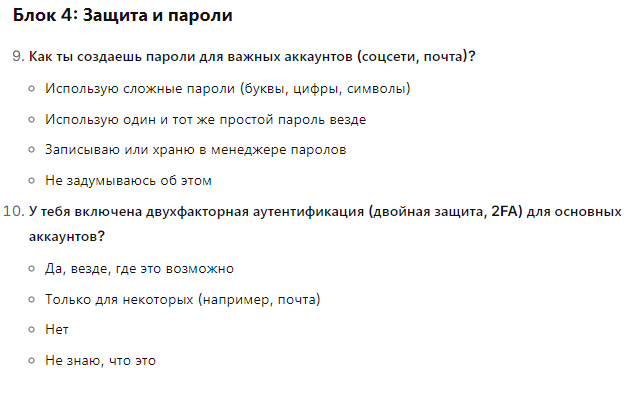 Блок 4: Защита и пароли
9. Как ты создаешь пароли для важных аккаунтов (соцсети, почта)?
Использую сложные пароли (буквы, цифры, символы)
Использую один и тот же простой пароль везде
Записываю или храню в менеджере паролов
Не задумываюсь об этом
10. У тебя включена двухфакторная аутентификация (двойная защита, 2FA) для основных
аккаунтов?
Да, везде, где это возможно
Только для некоторых (например, почта)
Нет
Не знаю, что это